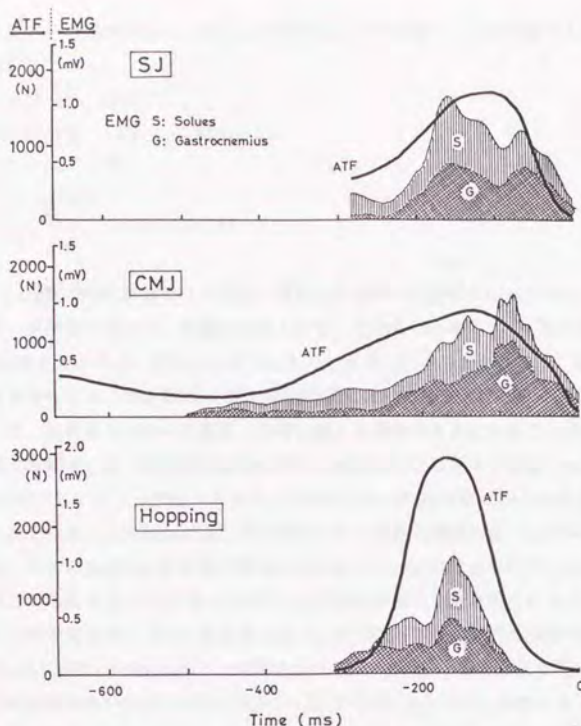 ATF EMG
1.5
(mV)
2000
(N)
1.0
1000
0.5
0
SJ
EMG S: Solues
G: Gastrocnemius
ATF
S
G
1.5
(mV)
2000
(N)
1.0
1000
0.5
0
CMJ
ATF
S
G
3000
(N)
2.0
(mV)
2000
1.0
1000
0.5
0
Hopping
ATF
S
G
-600 -400 -200 0
Time (ms)